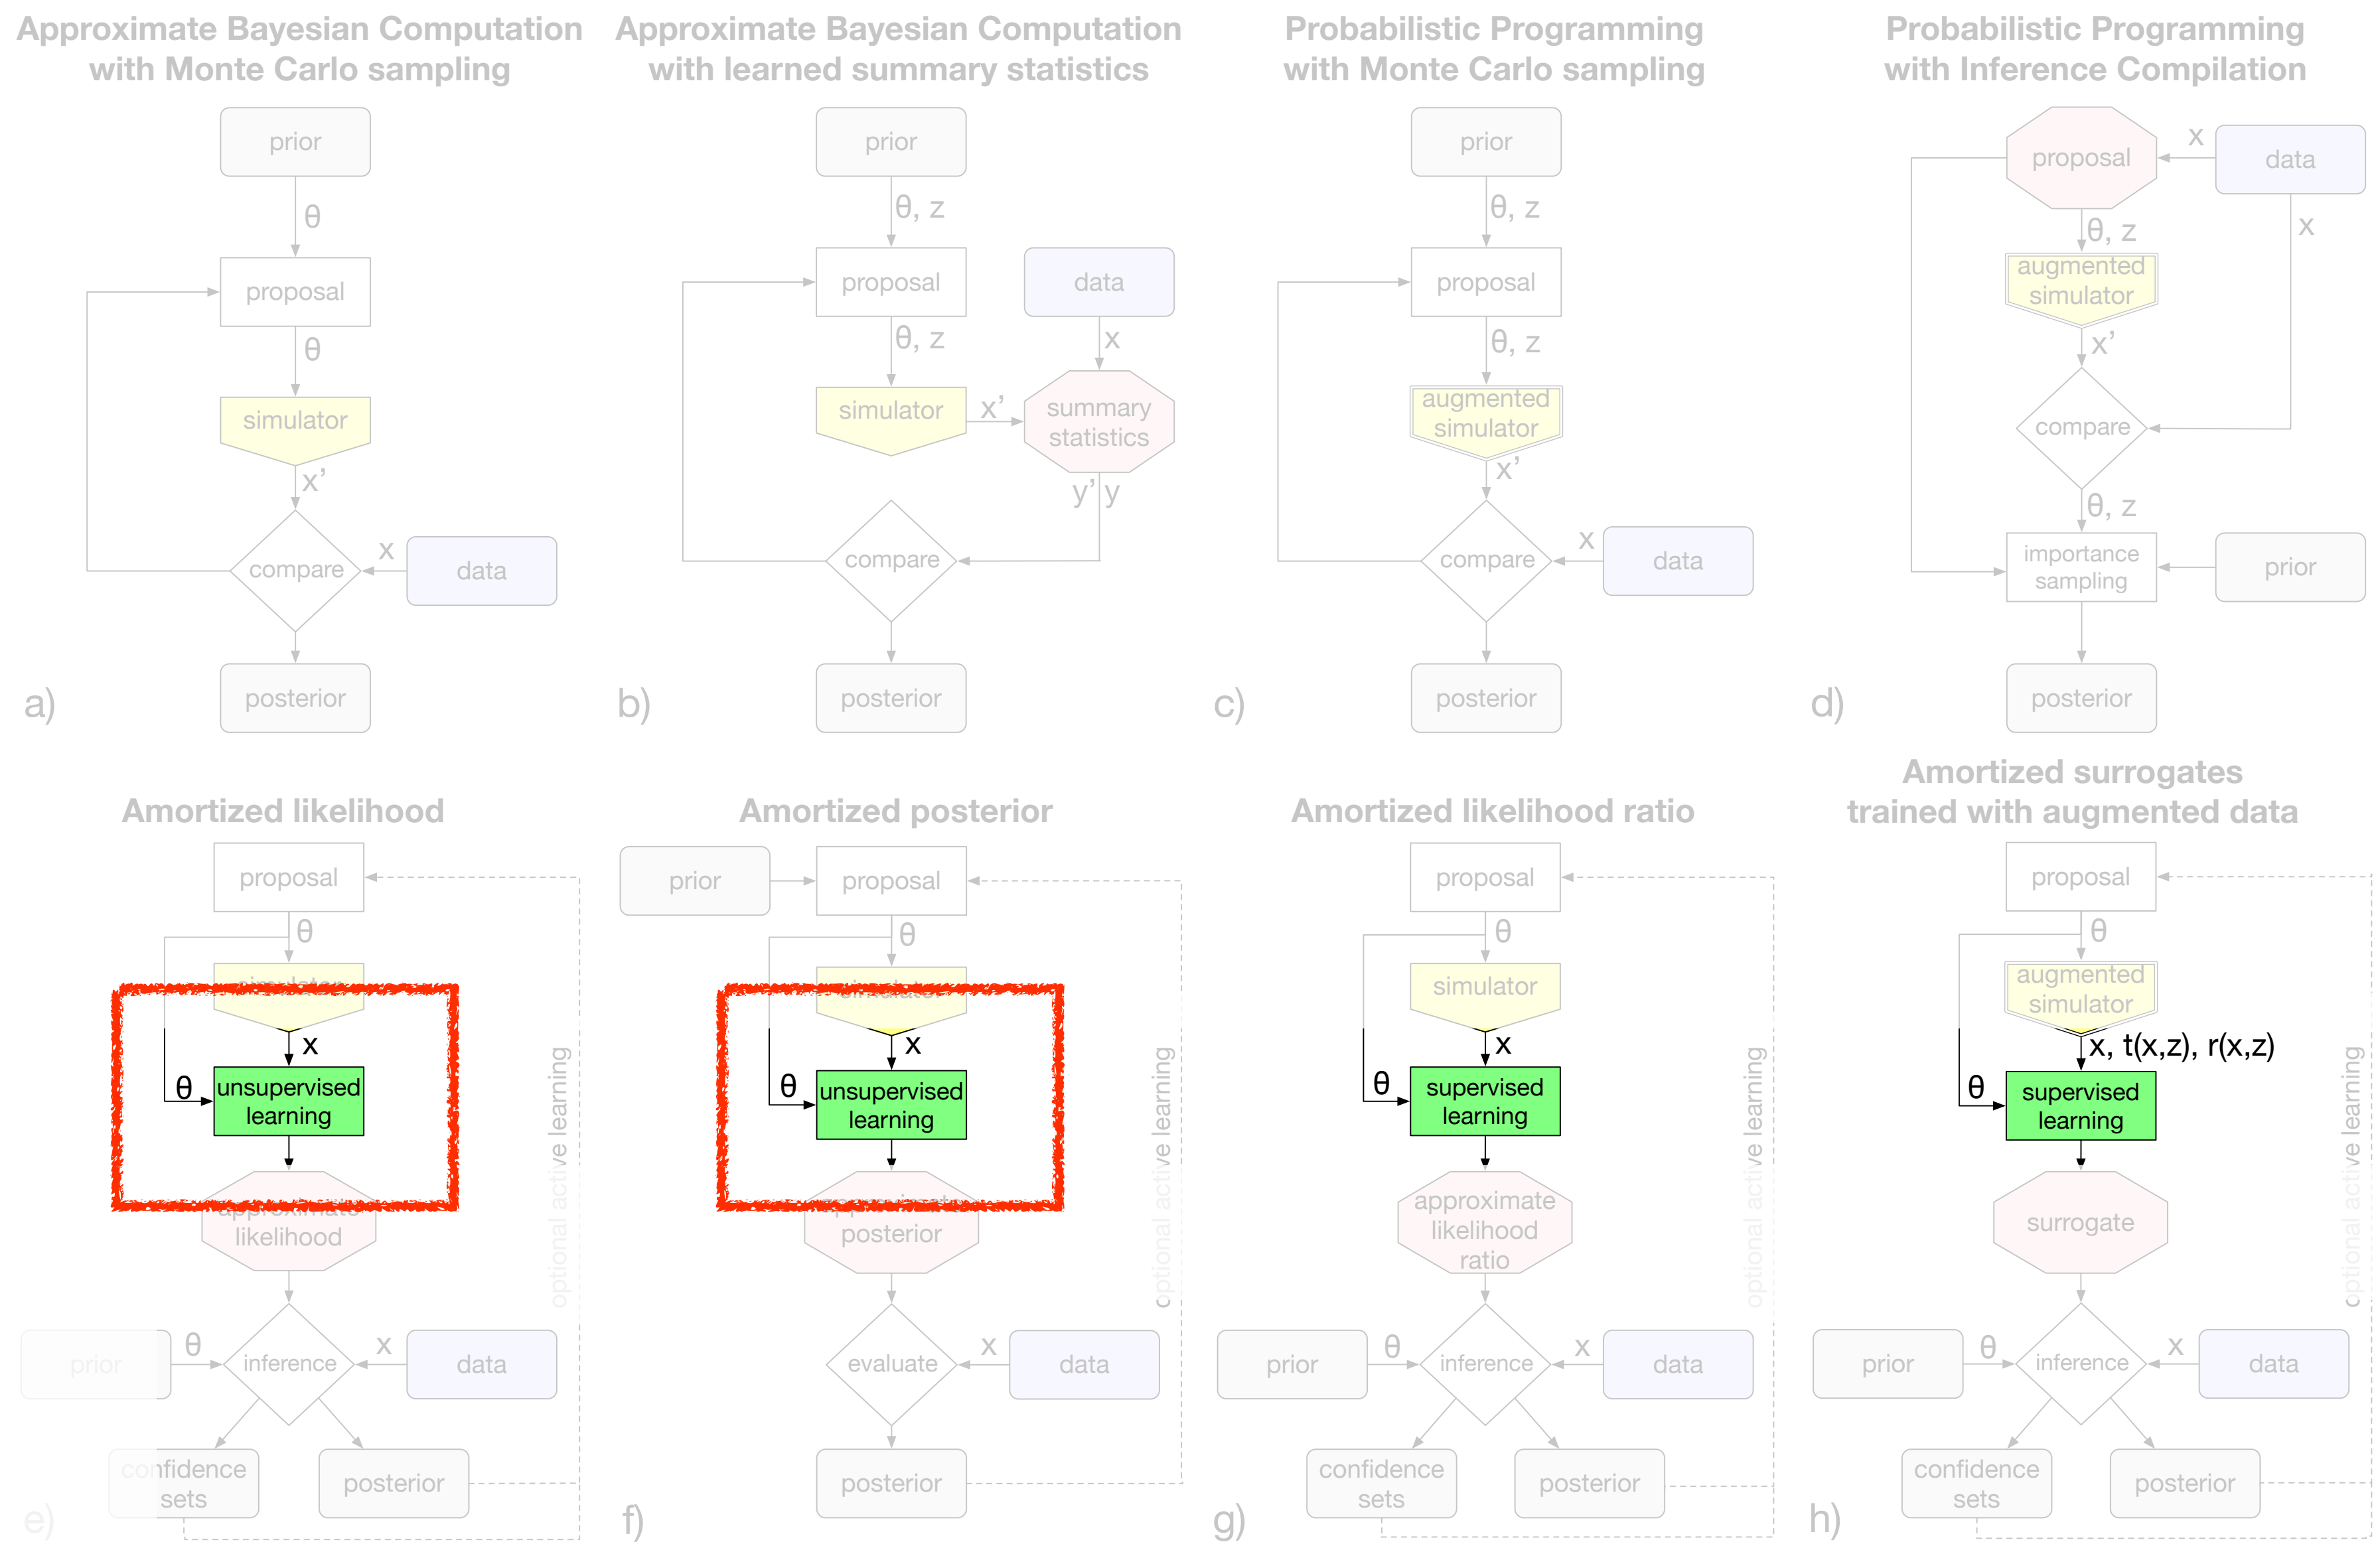 Approximate Bayesian Computation
with Monte Carlo sampling
prior
θ
proposal
θ
simulator
x’
compare
x
data
posterior
a)
Approximate Bayesian Computation
with learned summary statistics
prior
θ, z
proposal
data
θ, z
x
simulator
x’
summary
statistics
y’ y
compare
posterior
b)
Probabilistic Programming
with Monte Carlo sampling
prior
θ, z
proposal
θ, z
augmented
simulator
x’
compare
x
data
posterior
c)
Probabilistic Programming
with Inference Compilation
proposal
x
data
θ, z
x
augmented
simulator
x’
compare
θ, z
importance
sampling
prior
posterior
d)
Amortized likelihood
proposal
θ
simulator
x
θ
unsupervised
learning
approximate
likelihood
optional active learning
prior
θ
inference
x
data
confidence
sets
posterior
e)
Amortized posterior
prior
proposal
θ
simulator
x
θ
unsupervised
learning
approximate
posterior
optional active learning
evaluate
x
data
posterior
f)
Amortized likelihood ratio
proposal
θ
simulator
x
θ
supervised
learning
approximate
likelihood
ratio
optional active learning
prior
θ
inference
x
data
confidence
sets
posterior
g)
Amortized surrogates
trained with augmented data
proposal
θ
augmented
simulator
x, t(x,z), r(x,z)
θ
supervised
learning
surrogate
optional active learning
prior
θ
inference
x
data
confidence
sets
posterior
h)